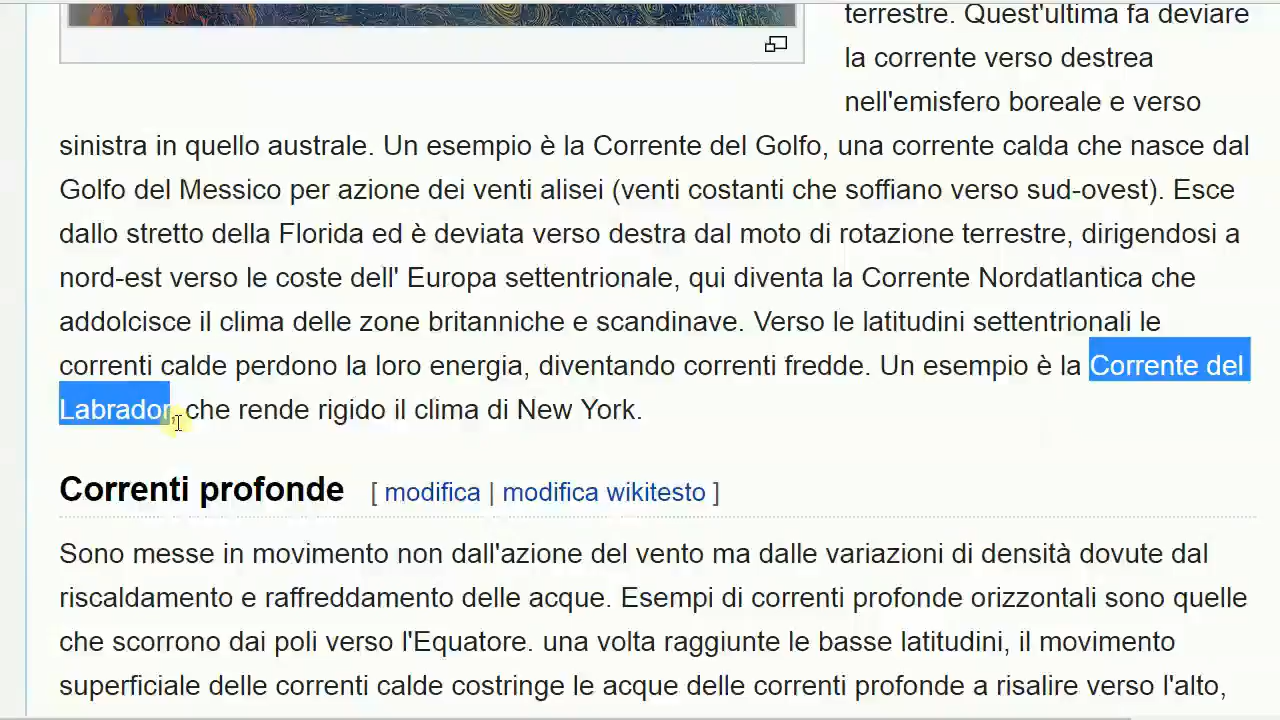 terrestre. Quest'ultima fa deviare
la corrente verso destrea
nell'emisfero boreale e verso
sinistra in quello australe. Un esempio è la Corrente del Golfo, una corrente calda che nasce dal
Golfo del Messico per azione dei venti alisei (venti costanti che soffiano verso sud-ovest). Esce
dallo stretto della Florida ed è deviata verso destra dal moto di rotazione terrestre, dirigendosi a
nord-est verso le coste dell' Europa settentrionale, qui diventa la Corrente Nordatlantica che
addolcisce il clima delle zone britanniche e scandinave. Verso le latitudini settentrionali le
correnti calde perdono la loro energia, diventando correnti fredde. Un esempio è la Corrente del
Labrador, che rende rigido il clima di New York.
Correnti profonde [ modifica | modifica wikitesto ]
Sono messe in movimento non dall'azione del vento ma dalle variazioni di densità dovute dal
riscaldamento e raffreddamento delle acque. Esempi di correnti profonde orizzontali sono quelle
che scorrono dai poli verso l'Equatore. una volta raggiunte le basse latitudini, il movimento
superficiale delle correnti calde costringe le acque delle correnti profonde a risalire verso l'alto,